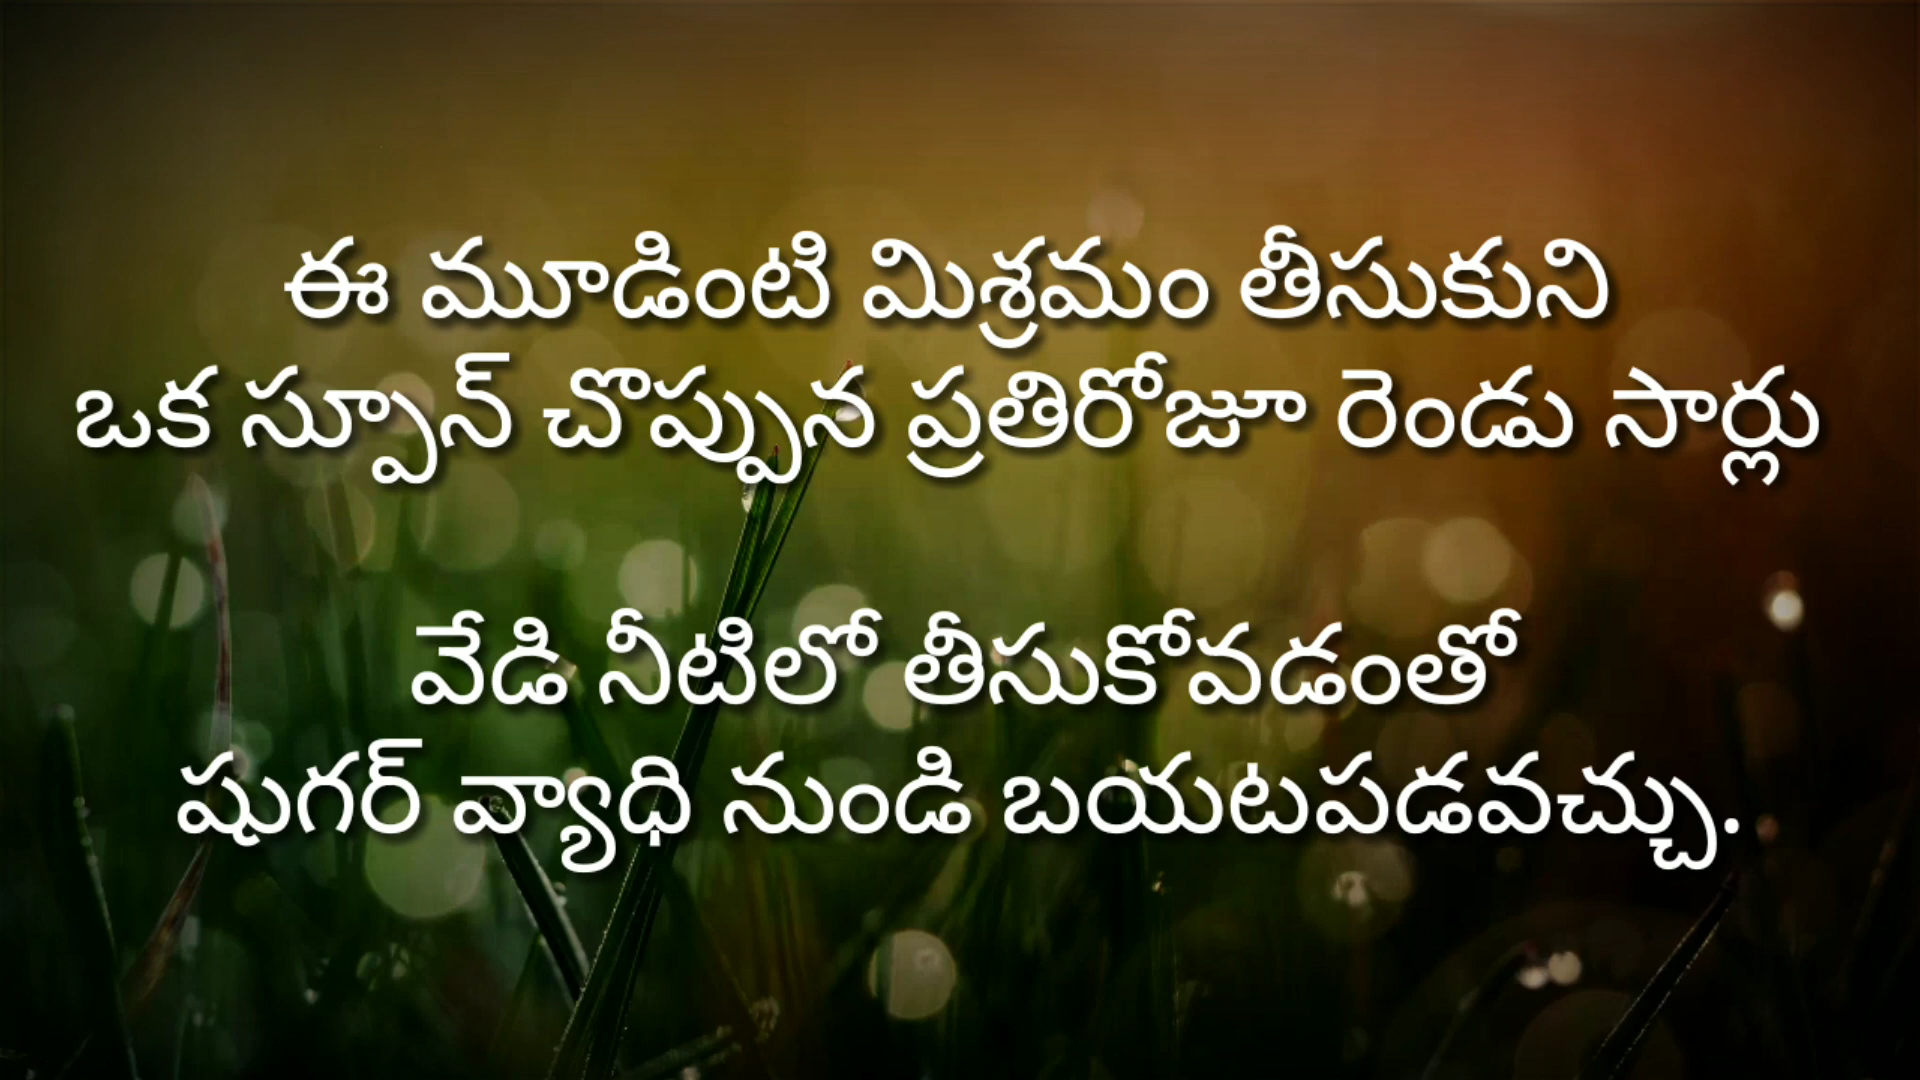 ఈ మూడింటి మిశ్రమం తీసుకుని
ఒక స్పూన్ చొప్పున ప్రతిరోజూ రెండు సార్లు
వేడి నీటిలో తీసుకోవడంతో
షుగర్ వ్యాధి నుండి బయటపడవచ్చు.